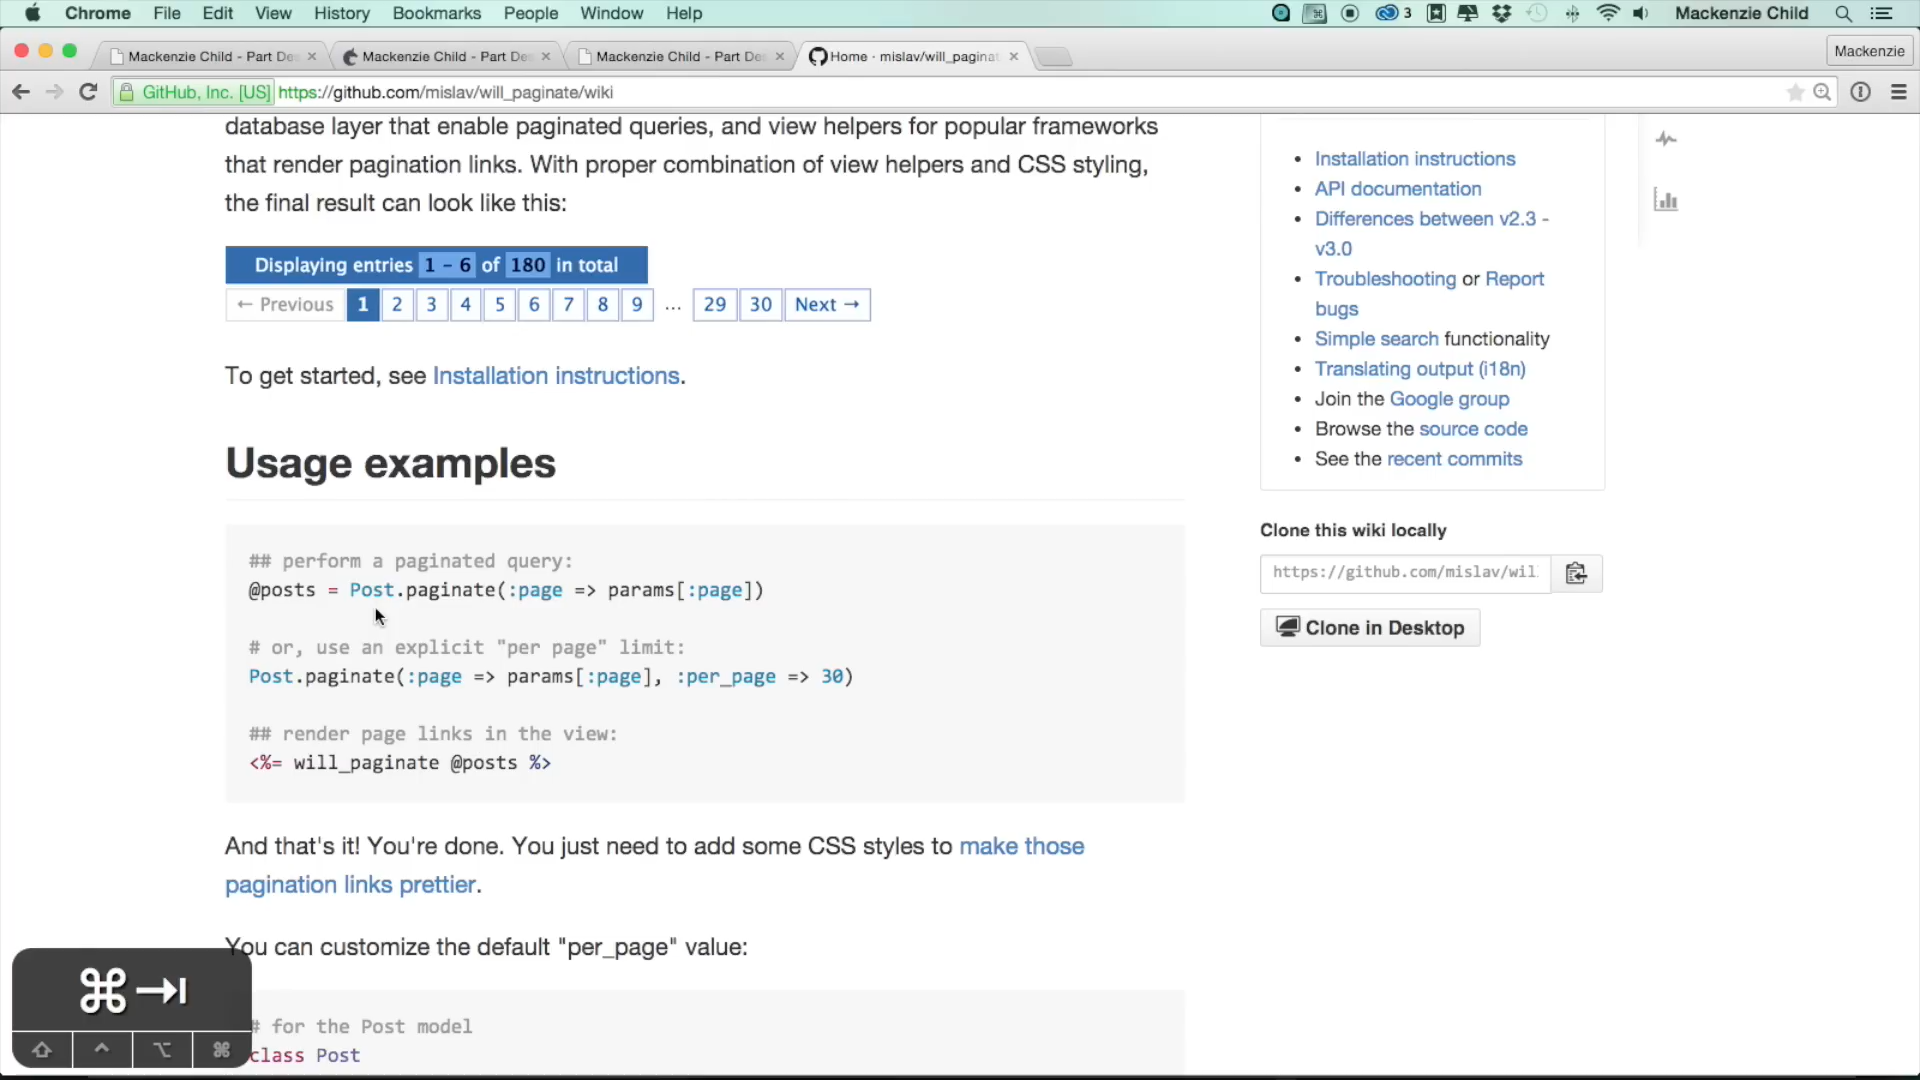 Chrome File Edit View History Bookmarks People Window Help 3 Mackenzie Child
Mackenzie Child - Part De Mackenzie Child - Part De Mackenzie Child - Part De Home · mislav/will_paginat Mackenzie
GitHub, Inc. [US] https://github.com/mislav/will_paginate/wiki
database layer that enable paginated queries, and view helpers for popular frameworks
that render pagination links. With proper combination of view helpers and CSS styling,
the final result can look like this:
Displaying entries 1 - 6 of 180 in total
← Previous 1 2 3 4 5 6 7 8 9 ... 29 30 Next →
To get started, see Installation instructions.
Usage examples
## perform a paginated query:
@posts = Post.paginate(:page => params[:page])
# or, use an explicit "per page" limit:
Post.paginate(:page => params[:page], :per_page => 30)
## render page links in the view:
<%= will_paginate @posts %>
And that's it! You're done. You just need to add some CSS styles to make those
pagination links prettier.
You can customize the default "per_page" value:
# for the Post model
class Post
• Installation instructions
• API documentation
• Differences between v2.3 -
v3.0
• Troubleshooting or Report
bugs
• Simple search functionality
• Translating output (i18n)
• Join the Google group
• Browse the source code
• See the recent commits
Clone this wiki locally
https://github.com/mislav/wil
Clone in Desktop
⌘ ⇥
⇧ ⌃ ⌥ ⌘